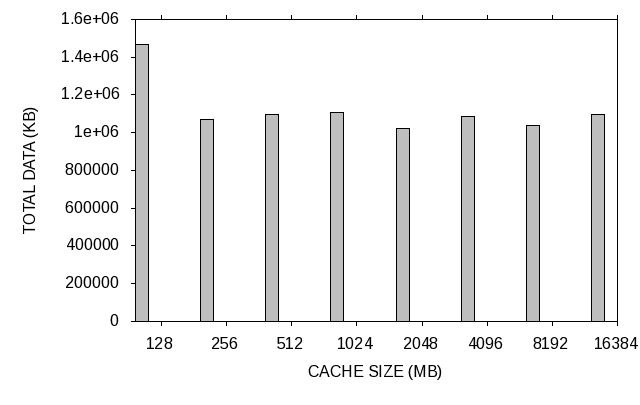 1.6e+06
1.4e+06
1.2e+06
1e+06
800000
600000
400000
200000
0
TOTAL DATA (KB)
128 256 512 1024 2048 4096 8192 16384
CACHE SIZE (MB)